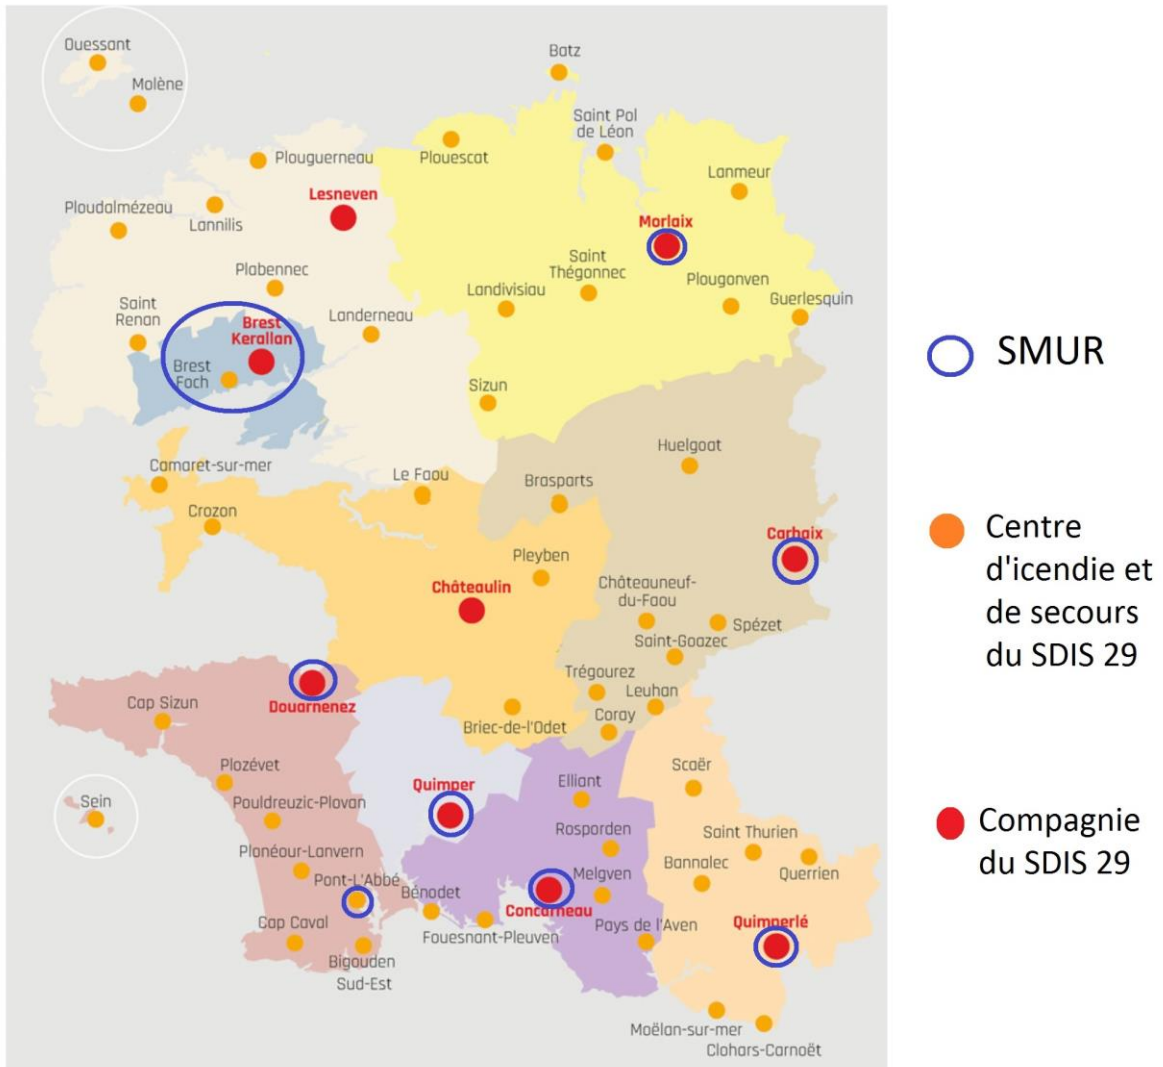 Ouessant
Molène
Batz
Saint Pol
de Léon
Plouescat
Plouguerneau
Lanmeur
Lesneven
Ploudalmézeau
Lannilis
Morlaix
Saint
Thégonnec
Plabennec
Landivisiau
Plougonven
Guerlesquin
Saint
Renan
Landerneau
Brest
Kerallan
Brest
Foch
Sizun
SMUR
Huelgoat
Camaret-sur-mer
Le Faou
Brasparts
Crozon
Carhaix
Centre
d'icendie et
de secours
du SDIS 29
Pleyben
Châteaulin
Châteauneuf-
du-Faou
Spézet
Saint-Goazec
Trégourez
Leuhan
Cap Sizun
Douarnenez
Briec-de-l'Odet
Coray
Plozévet
Quimper
Elliant
Scaër
Sein
Pouldreuzic-Plovan
Rosporden
Saint Thurien
Compagnie
du SDIS 29
Plonéour-Lanvern
Pont-L'Abbé
Bénodet
Melgven
Bannalec
Querrien
Concarneau
Cap Caval
Fouesnant-Pleuven
Pays de l'Aven
Quimperlé
Bigouden
Sud-Est
Moëlan-sur-mer
Clohars-Carnoët